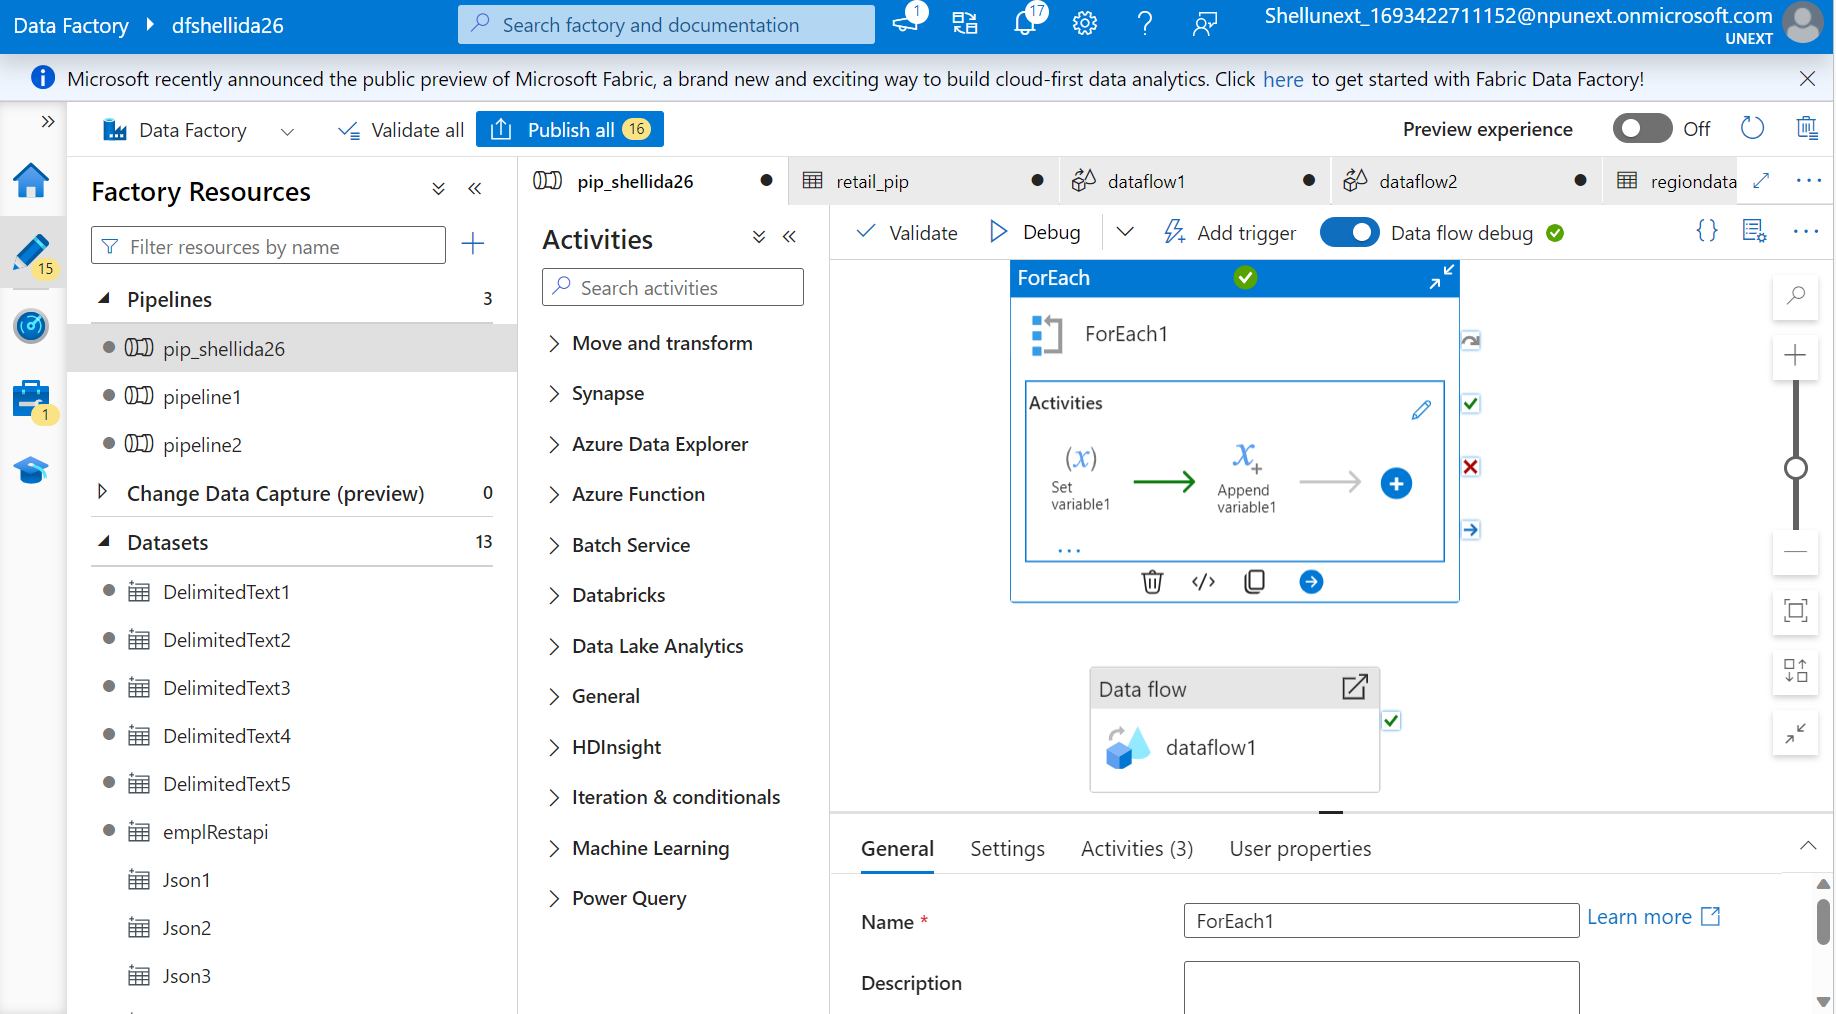 Data Factory dfshellida26
Search factory and documentation
1
17
Shellunext_1693422711152@npunext.onmicrosoft.com
UNEXT
Microsoft recently announced the public preview of Microsoft Fabric, a brand new and exciting way to build cloud-first data analytics. Click here to get started with Fabric Data Factory!
Data Factory
Validate all
Publish all 16
Preview experience
Off
15
1
Factory Resources
Filter resources by name
Pipelines 3
pip_shellida26
pipeline1
pipeline2
Change Data Capture (preview) 0
Datasets 13
DelimitedText1
DelimitedText2
DelimitedText3
DelimitedText4
DelimitedText5
emplRestapi
Json1
Json2
Json3
pip_shellida26
retail_pip
dataflow1
dataflow2
regiondata
Activities
Search activities
Move and transform
Synapse
Azure Data Explorer
Azure Function
Batch Service
Databricks
Data Lake Analytics
General
HDInsight
Iteration & conditionals
Machine Learning
Power Query
Validate
Debug
Add trigger
Data flow debug
{}
ForEach
ForEach1
Activities
(x)
Set
variable1
x+
Append
variable1
...
</>
Data flow
dataflow1
General
Settings
Activities (3)
User properties
Name *
ForEach1
Learn more
Description